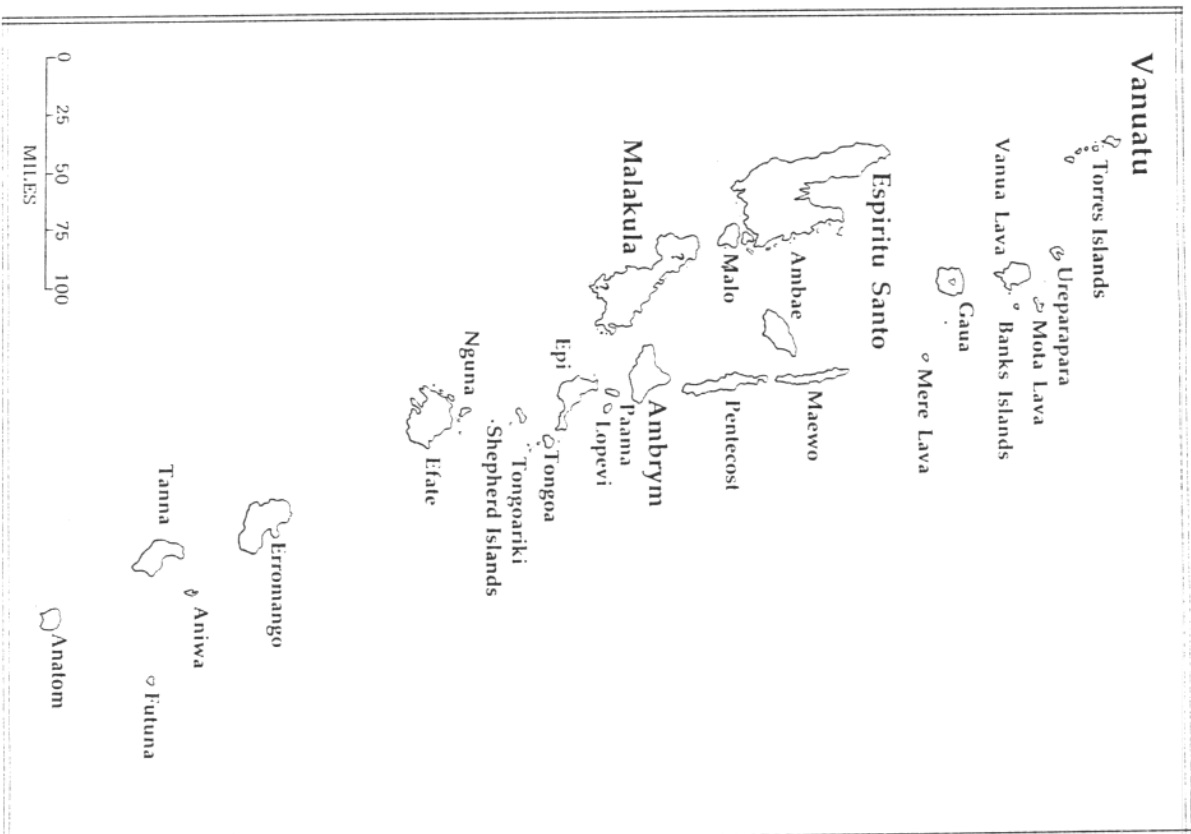 Vanuatu
Torres Islands
Ureparapara
Mota Lava
Vanua Lava
Banks Islands
Gaua
Mere Lava
Espiritu Santo
Ambae
Maewo
Malo
Pentecost
Malakula
?
?
Ambrym
Paama
Lopevi
Epi
Tongoa
Tongoariki
Shepherd Islands
Nguna
Efate
Erromango
Tanna
Aniwa
Futuna
Anatom
0 25 50 75 100
MILES